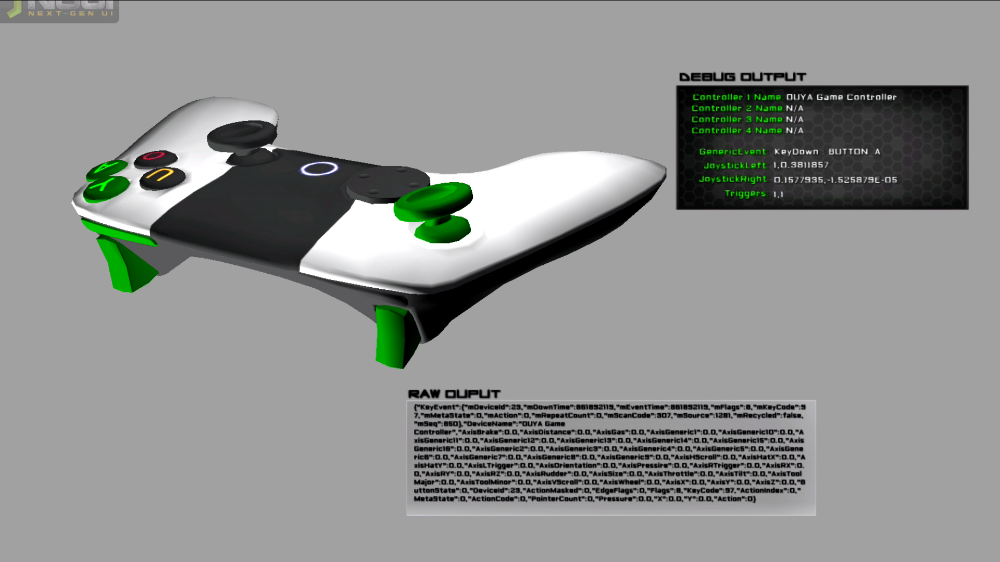 NGUI
NEXT-GEN UI
DEBUG OUTPUT
Controller 1 Name: OUYA Game Controller
Controller 2 Name: N/A
Controller 3 Name: N/A
Controller 4 Name: N/A
GenericEvent: KeyDown : BUTTON_A
JoystickLeft: 1,0.3811857
JoystickRight: 0.1577935,-1.525879E-05
Triggers: 1,1
O
A
U
Y
RAW OUPUT
{"KeyEvent":{"mDeviceId":23,"mDownTime":861892119,"mEventTime":861892119,"mFlags":8,"mKeyCode":9
7,"mMetaState":0,"mAction":0,"mRepeatCount":0,"mScanCode":307,"mSource":1281,"mRecycled":false,
"mSeq":850},"DeviceName":"OUYA Game
Controller","AxisBrake":0.0,"AxisDistance":0.0,"AxisGas":0.0,"AxisGeneric1":0.0,"AxisGeneric10":0.0,"A
xisGeneric11":0.0,"AxisGeneric12":0.0,"AxisGeneric13":0.0,"AxisGeneric14":0.0,"AxisGeneric15":0.0,"Axis
Generic16":0.0,"AxisGeneric2":0.0,"AxisGeneric3":0.0,"AxisGeneric4":0.0,"AxisGeneric5":0.0,"AxisGene
ric6":0.0,"AxisGeneric7":0.0,"AxisGeneric8":0.0,"AxisGeneric9":0.0,"AxisHScroll":0.0,"AxisHatX":0.0,"A
xisHatY":0.0,"AxisLTrigger":0.0,"AxisOrientation":0.0,"AxisPressire":0.0,"AxisRTrigger":0.0,"AxisRX":0.
0,"AxisRY":0.0,"AxisRZ":0.0,"AxisRudder":0.0,"AxisSize":0.0,"AxisThrottle":0.0,"AxisTilt":0.0,"AxisTool
Major":0.0,"AxisToolMinor":0.0,"AxisVScroll":0.0,"AxisWheel":0.0,"AxisX":0.0,"AxisY":0.0,"AxisZ":0.0,"B
uttonState":0,"DeviceId":23,"ActionMasked":0,"EdgeFlags":0,"Flags":8,"KeyCode":97,"ActionIndex":0,"
MetaState":0,"ActionCode":0,"PointerCount":0,"Pressure":0.0,"X":0.0,"Y":0.0,"Action":0}